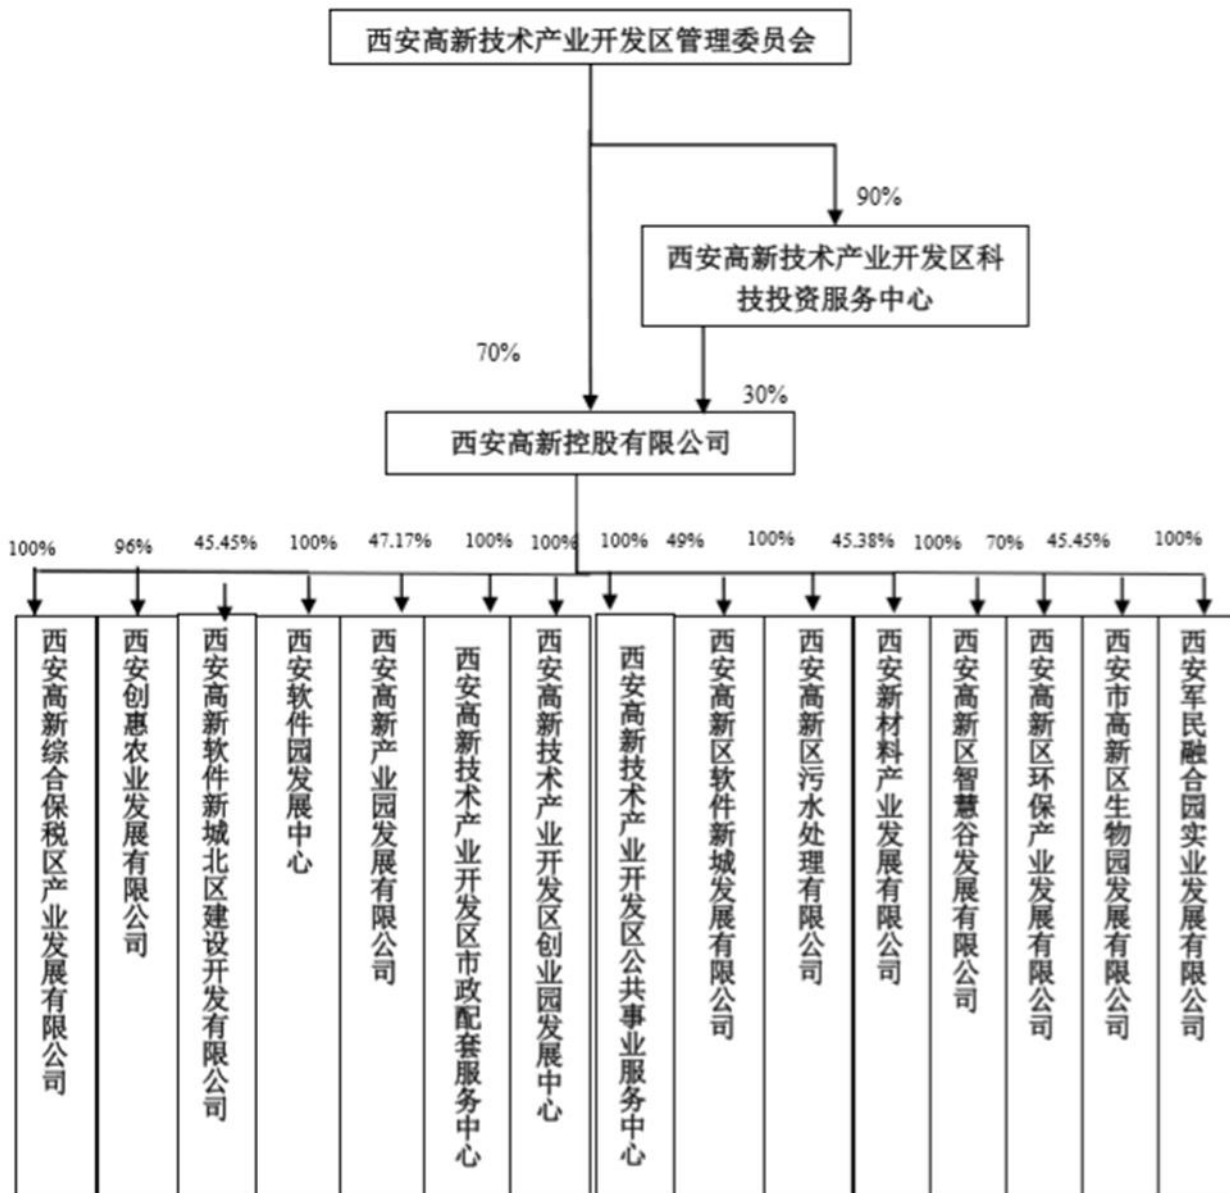 西安高新技术产业开发区管理委员会
90%
西安高新技术产业开发区科
技投资服务中心
70%
30%
西安高新控股有限公司
100%
96%
45.45%
100%
47.17%
100%
100%
100%
49%
100%
45.38%
100%
70%
45.45%
100%
西安高新综合保税区产业发展有限公司
西安创惠农业发展有限公司
西安高新软件新城北区建设开发有限公司
西安软件园发展中心
西安高新产业园发展有限公司
西安高新技术产业开发区市政配套服务中心
西安高新技术产业开发区创业园发展中心
西安高新技术产业开发区公共事业服务中心
西安高新区软件新城发展有限公司
西安高新区污水处理有限公司
西安新材料产业发展有限公司
西安高新区智慧谷发展有限公司
西安高新区环保产业发展有限公司
西安市高新区生物园发展有限公司
西安军民融合园实业发展有限公司